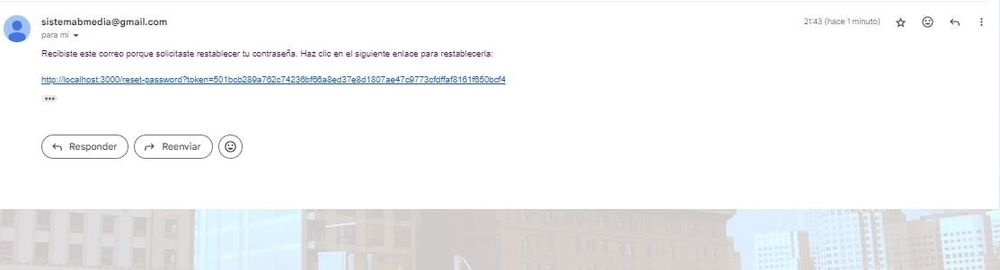 sistemabmedia@gmail.com
21:43 (hace 1 minuto)
para mí
Recibiste este correo porque solicitaste restablecer tu contraseña. Haz clic en el siguiente enlace para restablecerla:
http://localhost:3000/reset-password?token=501bcb289a762c74236bf66a8ed37e8d1807ae47c9773cfdffaf8161f650bcf4
Responder
Reenviar